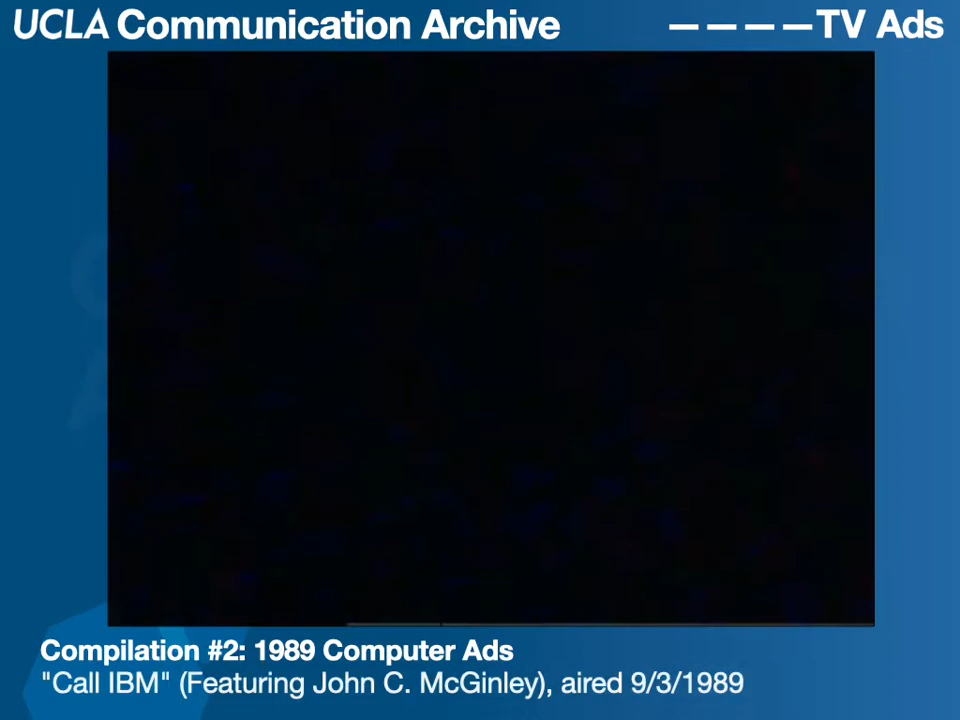 UCLA Communication Archive
————TV Ads
Compilation #2: 1989 Computer Ads
"Call IBM" (Featuring John C. McGinley), aired 9/3/1989